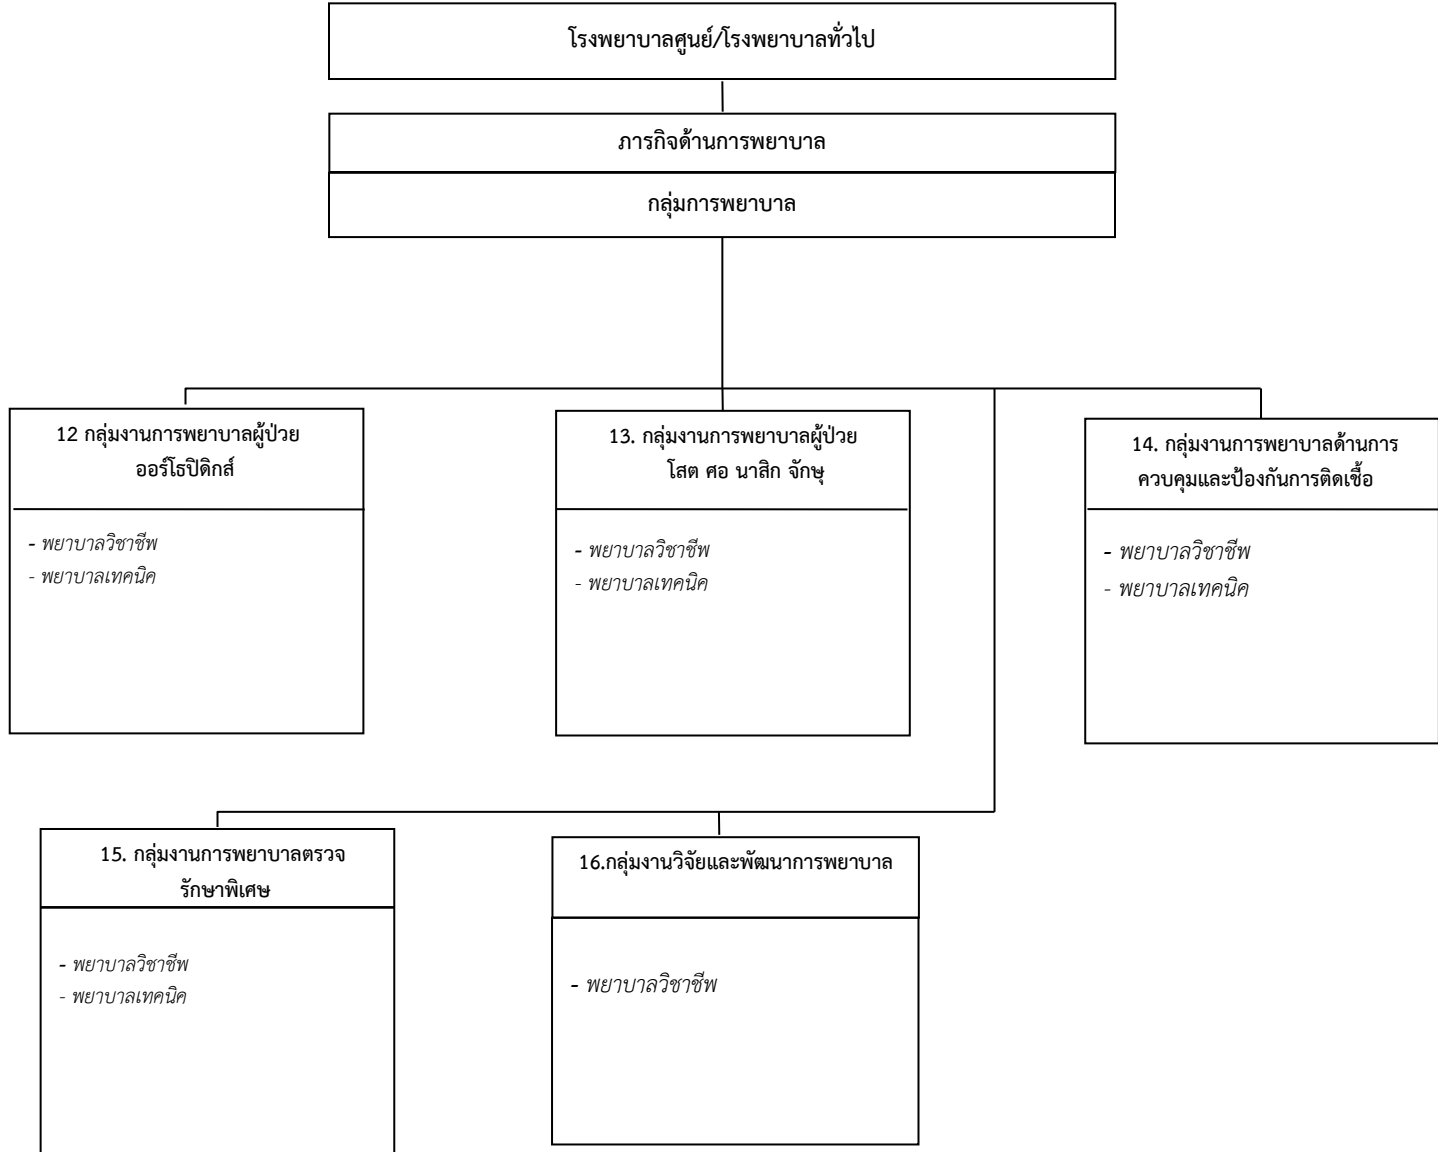 โรงพยาบาลศูนย์/โรงพยาบาลทั่วไป
ภารกิจด้านการพยาบาล
กลุ่มการพยาบาล
12 กลุ่มงานการพยาบาลผู้ป่วย
ออร์โธปิดิกส์
- พยาบาลวิชาชีพ
- พยาบาลเทคนิค
13. กลุ่มงานการพยาบาลผู้ป่วย
โสต ศอ นาสิก จักษุ
- พยาบาลวิชาชีพ
- พยาบาลเทคนิค
14. กลุ่มงานการพยาบาลด้านการ
ควบคุมและป้องกันการติดเชื้อ
- พยาบาลวิชาชีพ
- พยาบาลเทคนิค
15. กลุ่มงานการพยาบาลตรวจ
รักษาพิเศษ
- พยาบาลวิชาชีพ
- พยาบาลเทคนิค
16.กลุ่มงานวิจัยและพัฒนาการพยาบาล
- พยาบาลวิชาชีพ